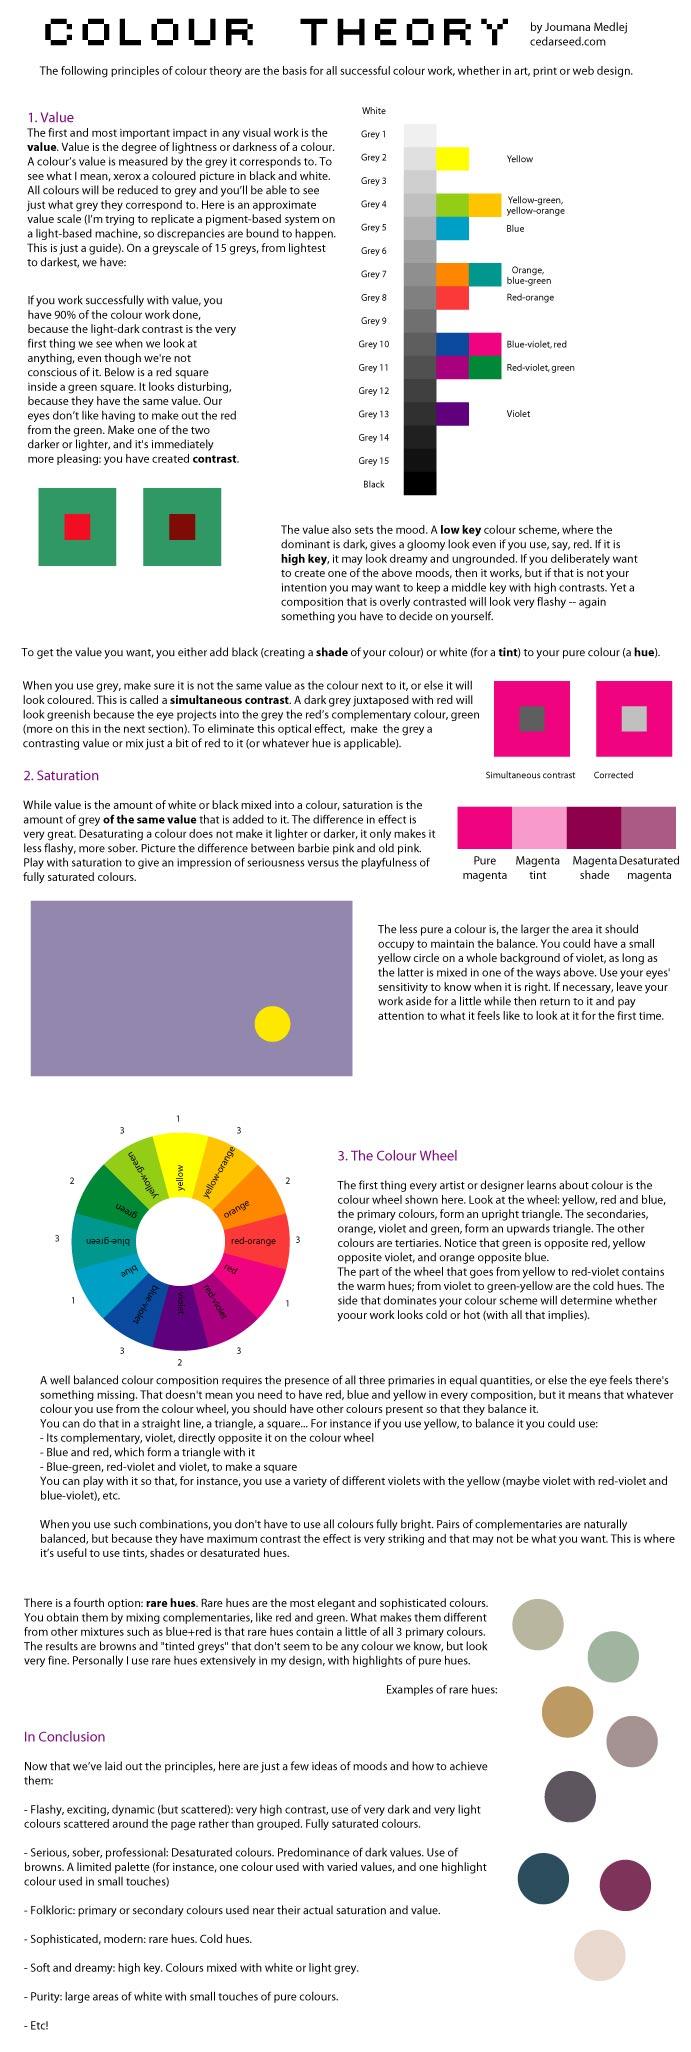 COLOUR THEORY
by Joumana Medlej
cedarseed.com
The following principles of colour theory are the basis for all successful colour work, whether in art, print or web design.
1. Value
The first and most important impact in any visual work is the
value. Value is the degree of lightness or darkness of a colour.
A colour's value is measured by the grey it corresponds to. To
see what I mean, xerox a coloured picture in black and white.
All colours will be reduced to grey and you'll be able to see
just what grey they correspond to. Here is an approximate
value scale (I'm trying to replicate a pigment-based system on
a light-based machine, so discrepancies are bound to happen.
This is just a guide). On a greyscale of 15 greys, from lightest
to darkest, we have:
If you work successfully with value, you
have 90% of the colour work done,
because the light-dark contrast is the very
first thing we see when we look at
anything, even though we're not
conscious of it. Below is a red square
inside a green square. It looks disturbing,
because they have the same value. Our
eyes don't like having to make out the red
from the green. Make one of the two
darker or lighter, and it's immediately
more pleasing: you have created contrast.
White
Grey 1
Grey 2
Yellow
Grey 3
Grey 4
Yellow-green,
yellow-orange
Grey 5
Blue
Grey 6
Grey 7
Orange,
blue-green
Grey 8
Red-orange
Grey 9
Grey 10
Blue-violet, red
Grey 11
Red-violet, green
Grey 12
Grey 13
Violet
Grey 14
Grey 15
Black
The value also sets the mood. A low key colour scheme, where the
dominant is dark, gives a gloomy look even if you use, say, red. If it is
high key, it may look dreamy and ungrounded. If you deliberately want
to create one of the above moods, then it works, but if that is not your
intention you may want to keep a middle key with high contrasts. Yet a
composition that is overly contrasted will look very flashy -- again
something you have to decide on yourself.
To get the value you want, you either add black (creating a shade of your colour) or white (for a tint) to your pure colour (a hue).
When you use grey, make sure it is not the same value as the colour next to it, or else it will
look coloured. This is called a simultaneous contrast. A dark grey juxtaposed with red will
look greenish because the eye projects into the grey the red's complementary colour, green
(more on this in the next section). To eliminate this optical effect, make the grey a
contrasting value or mix just a bit of red to it (or whatever hue is applicable).
Simultaneous contrast
Corrected
2. Saturation
While value is the amount of white or black mixed into a colour, saturation is the
amount of grey of the same value that is added to it. The difference in effect is
very great. Desaturating a colour does not make it lighter or darker, it only makes it
less flashy, more sober. Picture the difference between barbie pink and old pink.
Play with saturation to give an impression of seriousness versus the playfulness of
fully saturated colours.
Pure
magenta
Magenta
tint
Magenta
shade
Desaturated
magenta
The less pure a colour is, the larger the area it should
occupy to maintain the balance. You could have a small
yellow circle on a whole background of violet, as long as
the latter is mixed in one of the ways above. Use your eyes'
sensitivity to know when it is right. If necessary, leave your
work aside for a little while then return to it and pay
attention to what it feels like to look at it for the first time.
1
3
3
2
2
3
3
1
1
3
3
2
yellow
yellow-orange
orange
red-orange
red
red-violet
violet
blue-violet
blue
blue-green
green
yellow-green
3. The Colour Wheel
The first thing every artist or designer learns about colour is the
colour wheel shown here. Look at the wheel: yellow, red and blue,
the primary colours, form an upright triangle. The secondaries,
orange, violet and green, form an upwards triangle. The other
colours are tertiaries. Notice that green is opposite red, yellow
opposite violet, and orange opposite blue.
The part of the wheel that goes from yellow to red-violet contains
the warm hues; from violet to green-yellow are the cold hues. The
side that dominates your colour scheme will determine whether
yoour work looks cold or hot (with all that implies).
A well balanced colour composition requires the presence of all three primaries in equal quantities, or else the eye feels there's
something missing. That doesn't mean you need to have red, blue and yellow in every composition, but it means that whatever
colour you use from the colour wheel, you should have other colours present so that they balance it.
You can do that in a straight line, a triangle, a square... For instance if you use yellow, to balance it you could use:
- Its complementary, violet, directly opposite it on the colour wheel
- Blue and red, which form a triangle with it
- Blue-green, red-violet and violet, to make a square
You can play with it so that, for instance, you use a variety of different violets with the yellow (maybe violet with red-violet and
blue-violet), etc.
When you use such combinations, you don't have to use all colours fully bright. Pairs of complementaries are naturally
balanced, but because they have maximum contrast the effect is very striking and that may not be what you want. This is where
it's useful to use tints, shades or desaturated hues.
There is a fourth option: rare hues. Rare hues are the most elegant and sophisticated colours.
You obtain them by mixing complementaries, like red and green. What makes them different
from other mixtures such as blue+red is that rare hues contain a little of all 3 primary colours.
The results are browns and "tinted greys" that don't seem to be any colour we know, but look
very fine. Personally I use rare hues extensively in my design, with highlights of pure hues.
Examples of rare hues:
In Conclusion
Now that we've laid out the principles, here are just a few ideas of moods and how to achieve
them:
- Flashy, exciting, dynamic (but scattered): very high contrast, use of very dark and very light
colours scattered around the page rather than grouped. Fully saturated colours.
- Serious, sober, professional: Desaturated colours. Predominance of dark values. Use of
browns. A limited palette (for instance, one colour used with varied values, and one highlight
colour used in small touches)
- Folkloric: primary or secondary colours used near their actual saturation and value.
- Sophisticated, modern: rare hues. Cold hues.
- Soft and dreamy: high key. Colours mixed with white or light grey.
- Purity: large areas of white with small touches of pure colours.
- Etc!